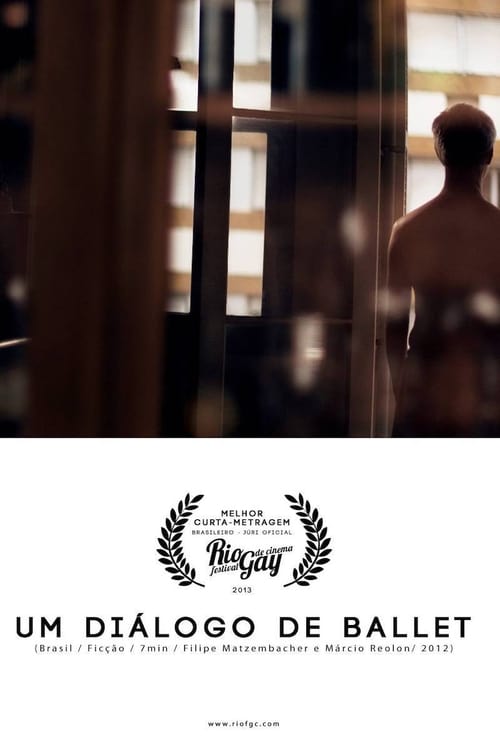 MELHOR
CURTA-METRAGEM
BRASILEIRO - JÚRI OFICIAL
Rio de cinema
festival Gay
2013
UM DIÁLOGO DE BALLET
(Brasil / Ficção / 7min / Filipe Matzembacher e Márcio Reolon/ 2012)
www.riofgc.com